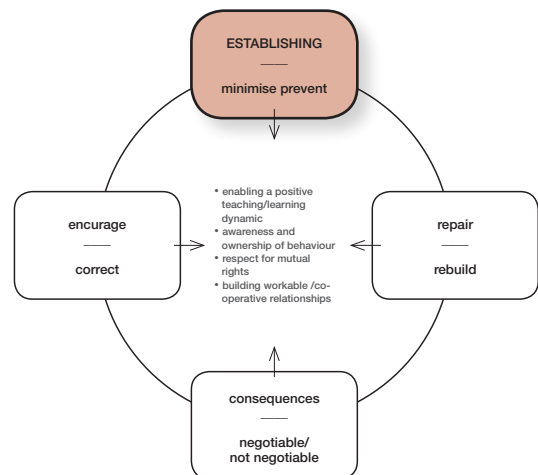 ESTABLISHING
minimise prevent
• enabling a positive
teaching/learning
dynamic
• awareness and
ownership of behaviour
• respect for mutual
rights
• building workable /co-
operative relationships
encurage
correct
repair
rebuild
consequences
negotiable/
not negotiable